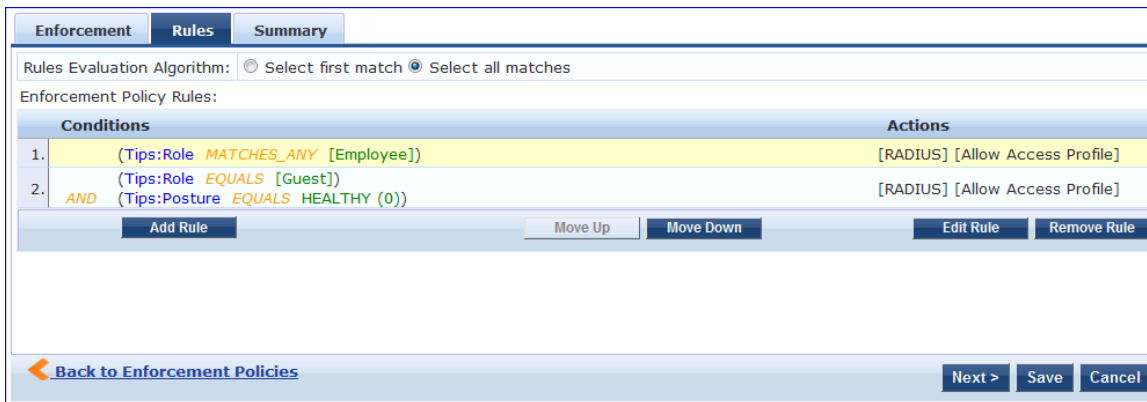 Enforcement Rules Summary
Rules Evaluation Algorithm: Select first match Select all matches
Enforcement Policy Rules:
Conditions Actions
1. (Tips:Role MATCHES_ANY [Employee]) [RADIUS] [Allow Access Profile]
2. (Tips:Role EQUALS [Guest])
AND (Tips:Posture EQUALS HEALTHY (0)) [RADIUS] [Allow Access Profile]
Add Rule Move Up Move Down Edit Rule Remove Rule
Back to Enforcement Policies Next > Save Cancel